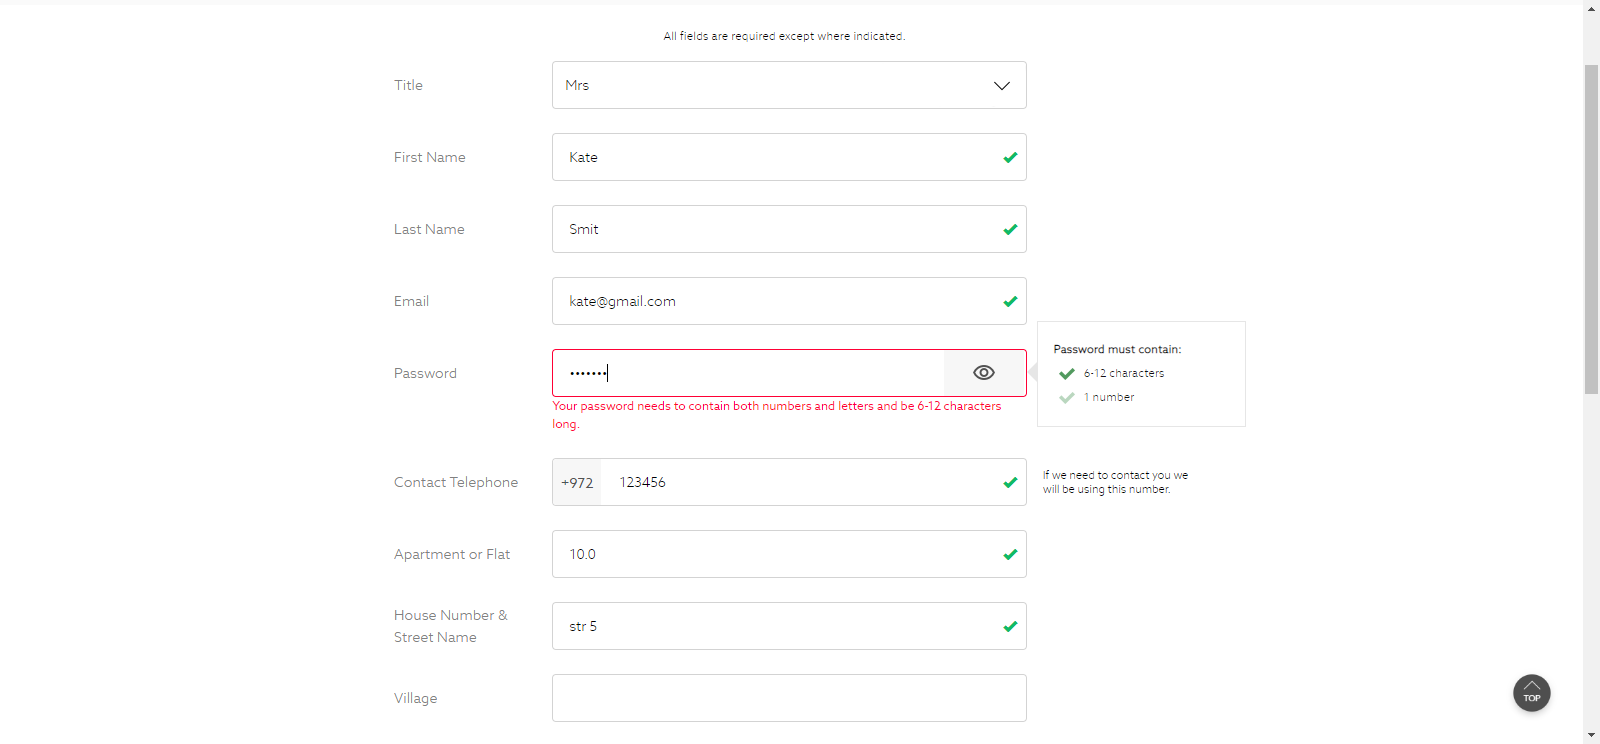 All fields are required except where indicated.
Title
Mrs
First Name
Kate
Last Name
Smit
Email
kate@gmail.com
Password
•••••••
Your password needs to contain both numbers and letters and be 6-12 characters
long.
Password must contain:
6-12 characters
1 number
Contact Telephone
+972
123456
If we need to contact you we
will be using this number.
Apartment or Flat
10.0
House Number &
Street Name
str 5
Village
TOP